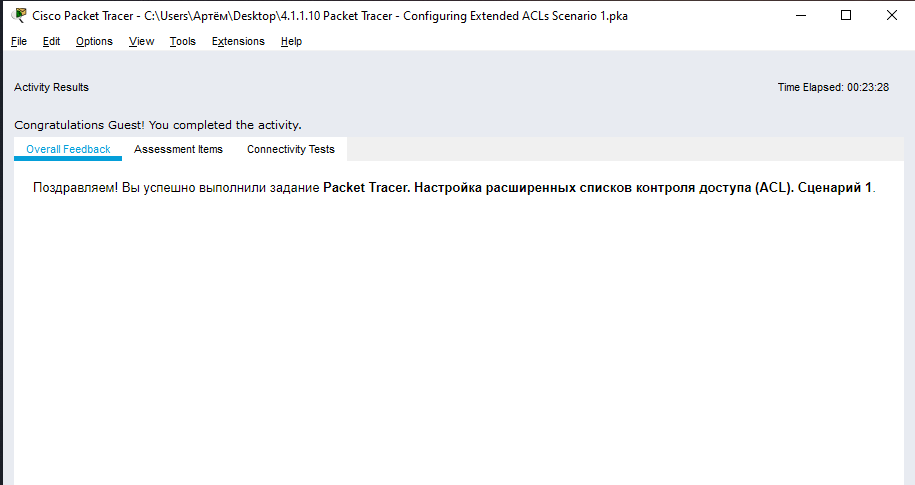 Cisco Packet Tracer - C:\Users\Артём\Desktop\4.1.1.10 Packet Tracer - Configuring Extended ACLs Scenario 1.pka
File Edit Options View Tools Extensions Help
Activity Results Time Elapsed: 00:23:28
Congratulations Guest! You completed the activity.
Overall Feedback Assessment Items Connectivity Tests
Поздравляем! Вы успешно выполнили задание Packet Tracer. Настройка расширенных списков контроля доступа (ACL). Сценарий 1.